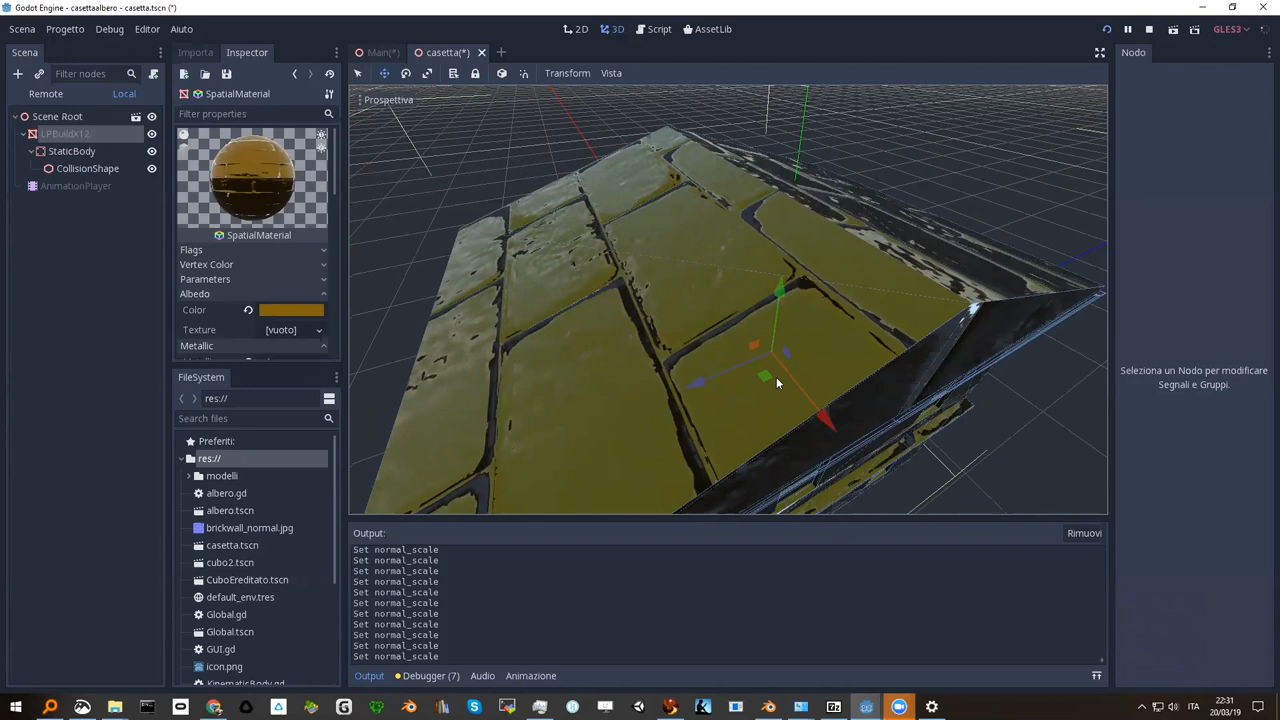 Godot Engine - casettaalbero - casetta.tscn (*)
Scena Progetto Debug Editor Aiuto
2D 3D Script AssetLib
GLES3
Scena
Importa Inspector
Main(*) casetta(*)
Nodo
Filter nodes
Transform Vista
Remote Local
SpatialMaterial
Prospettiva
Filter properties
Scene Root
LPBuildX12
StaticBody
CollisionShape
AnimationPlayer
SpatialMaterial
Flags
Vertex Color
Parameters
Albedo
Color
Texture [vuoto]
Metallic
FileSystem
res://
Search files
Preferiti:
res://
modelli
albero.gd
albero.tscn
brickwall_normal.jpg
casetta.tscn
cubo2.tscn
CuboEreditato.tscn
default_env.tres
Global.gd
Global.tscn
GUI.gd
icon.png
KinematicBody.gd
Seleziona un Nodo per modificare
Segnali e Gruppi.
Output: Rimuovi
Set normal_scale
Set normal_scale
Set normal_scale
Set normal_scale
Set normal_scale
Set normal_scale
Set normal_scale
Set normal_scale
Set normal_scale
Set normal_scale
Set normal_scale
Output Debugger (7) Audio Animazione
22:31
20/03/19